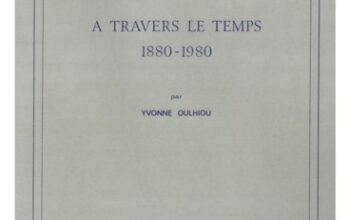 A TRAVERS LE TEMPS
1880-1980
par
YVONNE OULHIOU